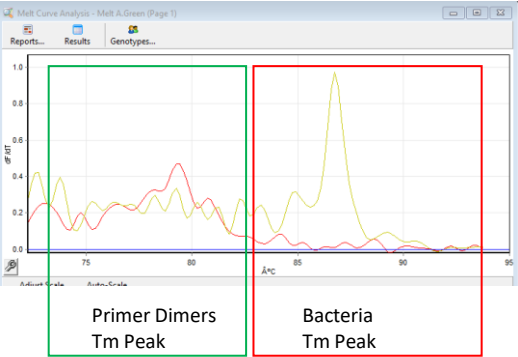 Melt Curve Analysis - Melt A.Green (Page 1)
Reports... Results Genotypes...
1.0
0.8
0.6
0.4
0.2
0.0
dF/dT
75 80 85 90 95
Â°C
Adjust Scale Auto-Scale
Primer Dimers
Tm Peak
Bacteria
Tm Peak